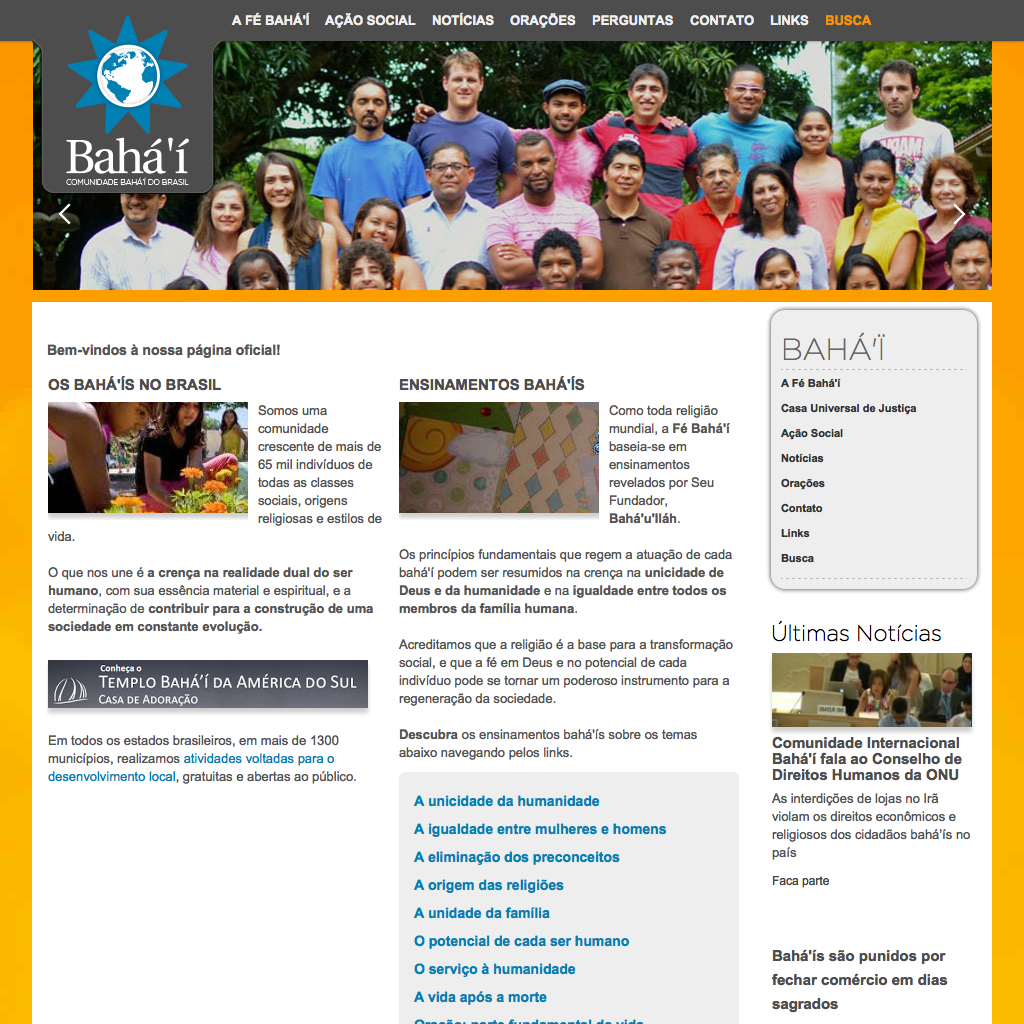 A FÉ BAHÁ'Í AÇÃO SOCIAL NOTÍCIAS ORAÇÕES PERGUNTAS CONTATO LINKS BUSCA
Bahá'í
COMUNIDADE BAHÁ'Í DO BRASIL
Bem-vindos à nossa página oficial!
OS BAHÁ'ÍS NO BRASIL
Somos uma
comunidade
crescente de mais de
65 mil indivíduos de
todas as classes
sociais, origens
religiosas e estilos de
vida.
O que nos une é a crença na realidade dual do ser
humano, com sua essência material e espiritual, e a
determinação de contribuir para a construção de uma
sociedade em constante evolução.
Conheça o
TEMPLO BAHÁ'Í DA AMÉRICA DO SUL
CASA DE ADORAÇÃO
Em todos os estados brasileiros, em mais de 1300
municípios, realizamos atividades voltadas para o
desenvolvimento local, gratuitas e abertas ao público.
ENSINAMENTOS BAHÁ'ÍS
Como toda religião
mundial, a Fé Bahá'í
baseia-se em
ensinamentos
revelados por Seu
Fundador,
Bahá'u'lláh.
Os princípios fundamentais que regem a atuação de cada
bahá'í podem ser resumidos na crença na unicidade de
Deus e da humanidade e na igualdade entre todos os
membros da família humana.
Acreditamos que a religião é a base para a transformação
social, e que a fé em Deus e no potencial de cada
indivíduo pode se tornar um poderoso instrumento para a
regeneração da sociedade.
Descubra os ensinamentos bahá'ís sobre os temas
abaixo navegando pelos links.
A unicidade da humanidade
A igualdade entre mulheres e homens
A eliminação dos preconceitos
A origem das religiões
A unidade da família
O potencial de cada ser humano
O serviço à humanidade
A vida após a morte
Oração: parte fundamental da vida
BAHÁ'Ï
A Fé Bahá'í
Casa Universal de Justiça
Ação Social
Notícias
Orações
Contato
Links
Busca
Últimas Notícias
Comunidade Internacional
Bahá'í fala ao Conselho de
Direitos Humanos da ONU
As interdições de lojas no Irã
violam os direitos econômicos e
religiosos dos cidadãos bahá'ís no
país
Faca parte
Bahá'ís são punidos por
fechar comércio em dias
sagrados